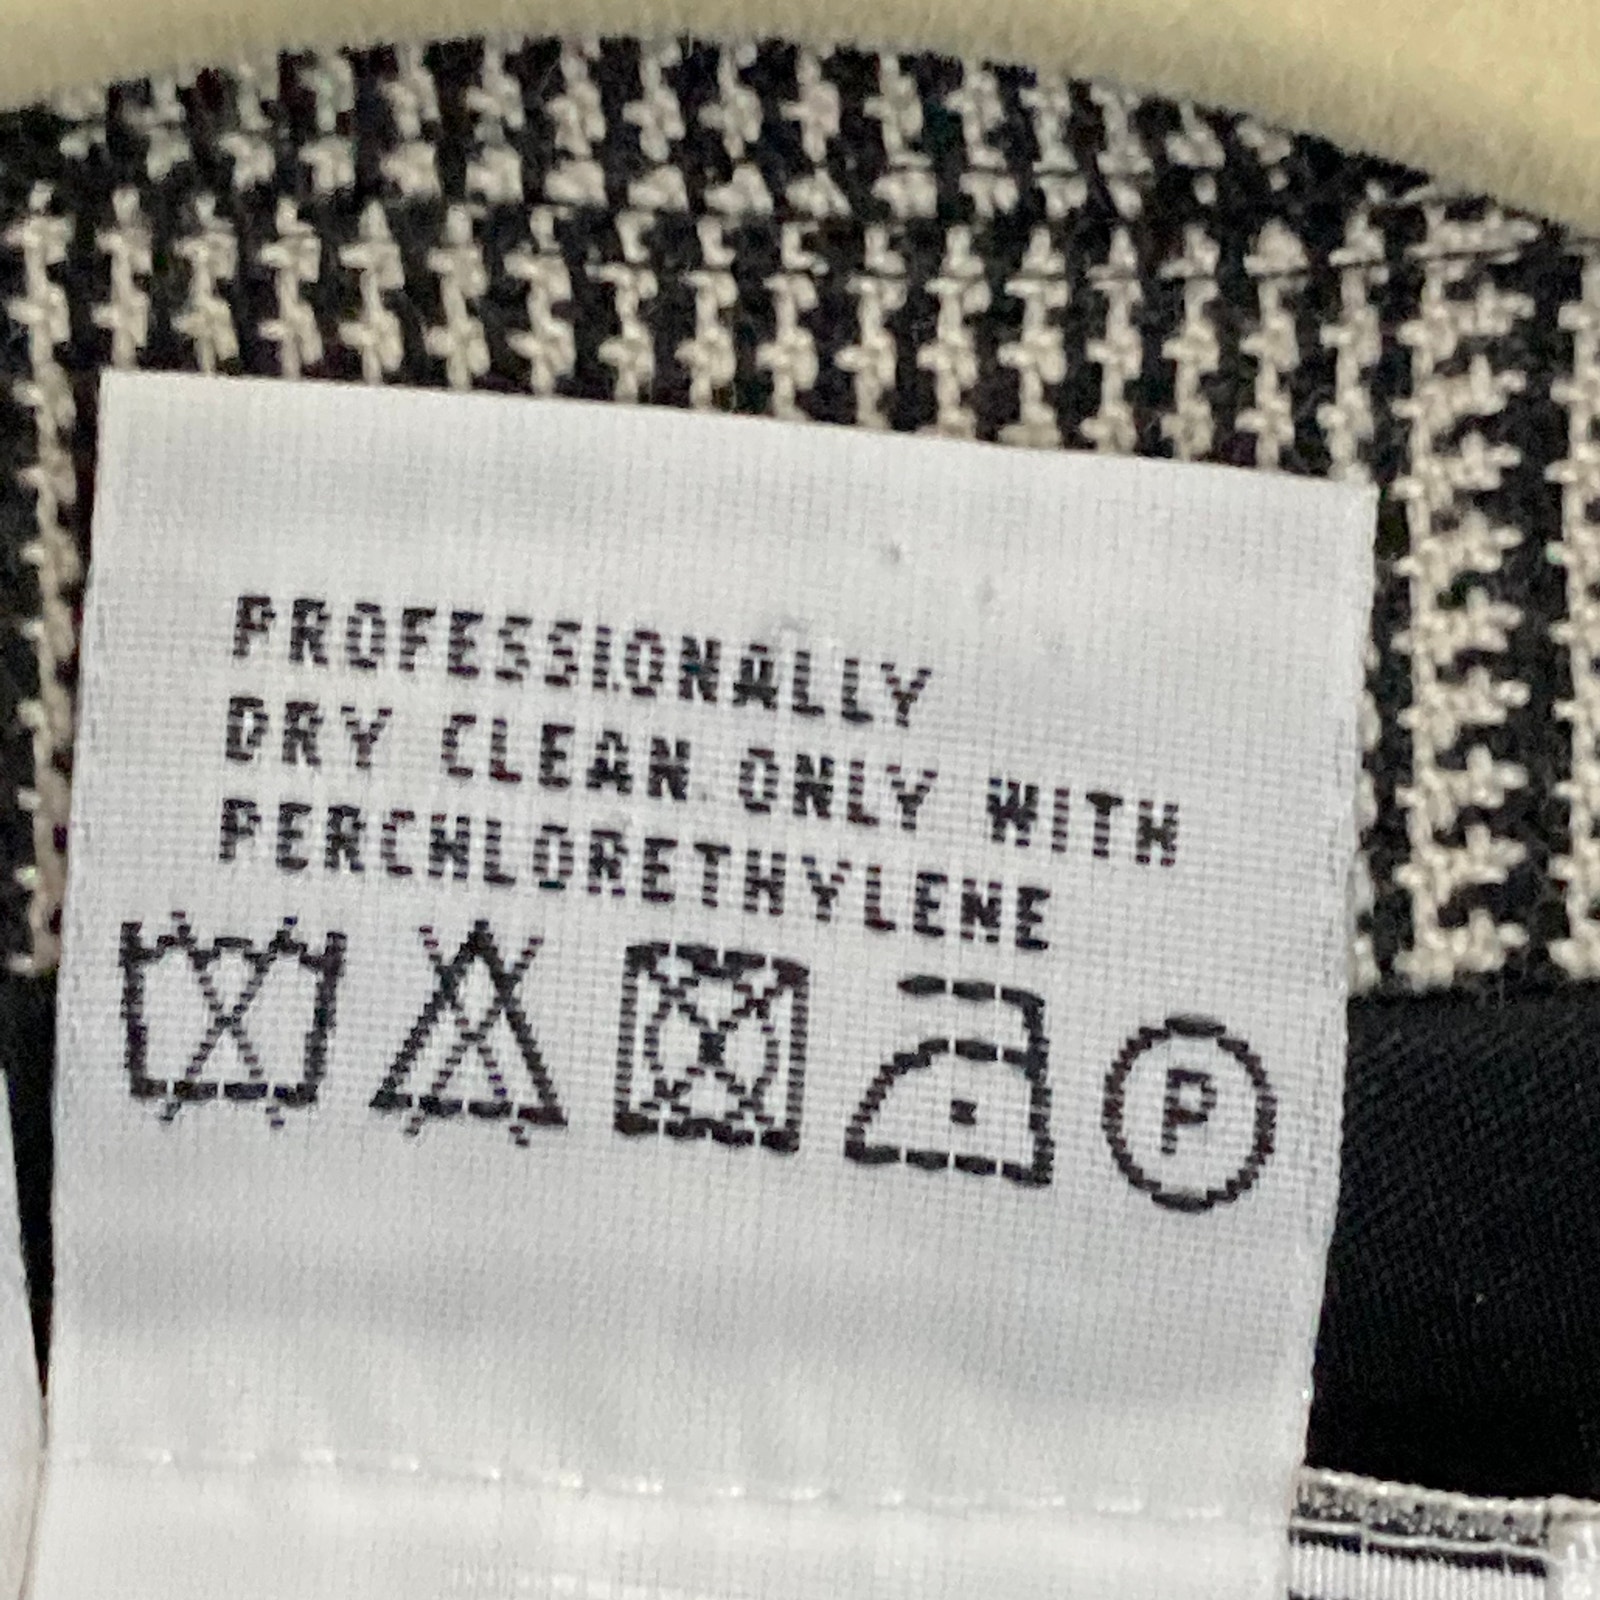 PROFESSIONALLY
DRY CLEAN ONLY WITH
PERCHLORETHYLENE
P